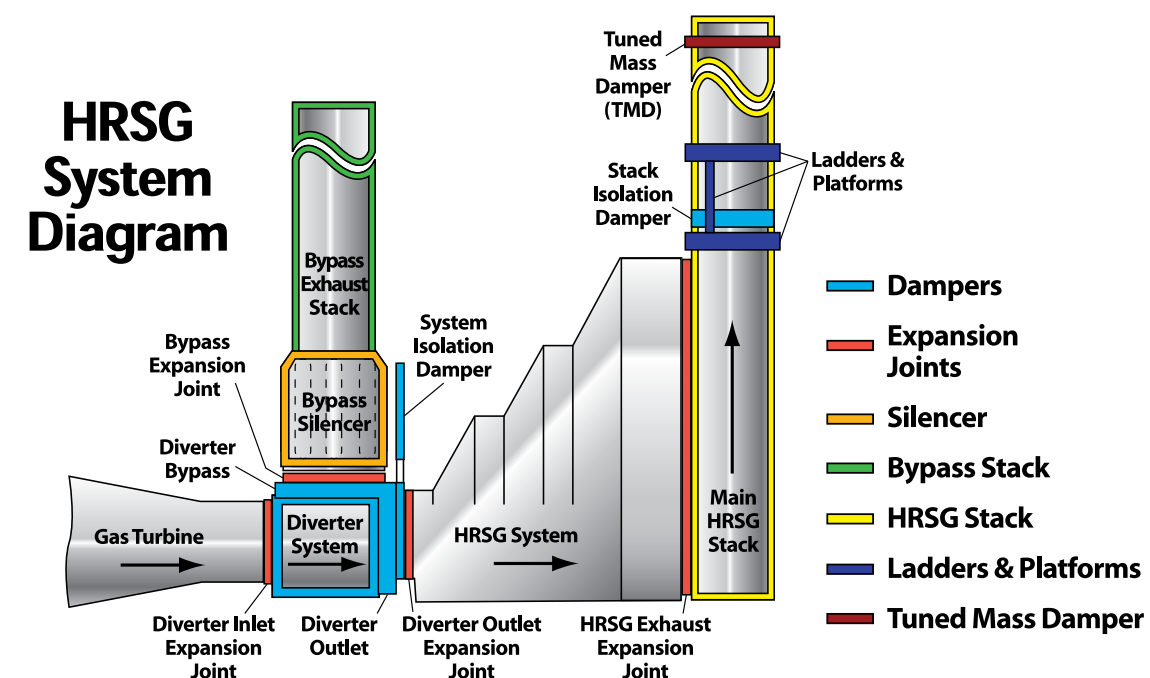 HRSG
System
Diagram
Tuned
Mass
Damper
(TMD)
Ladders &
Platforms
Stack
Isolation
Damper
Bypass
Exhaust
Stack
System
Isolation
Damper
Bypass
Expansion
Joint
Bypass
Silencer
Diverter
Bypass
Gas Turbine
Diverter
System
HRSG System
Main
HRSG
Stack
Diverter Inlet
Expansion
Joint
Diverter
Outlet
Diverter Outlet
Expansion
Joint
HRSG Exhaust
Expansion
Joint
Dampers
Expansion
Joints
Silencer
Bypass Stack
HRSG Stack
Ladders & Platforms
Tuned Mass Damper